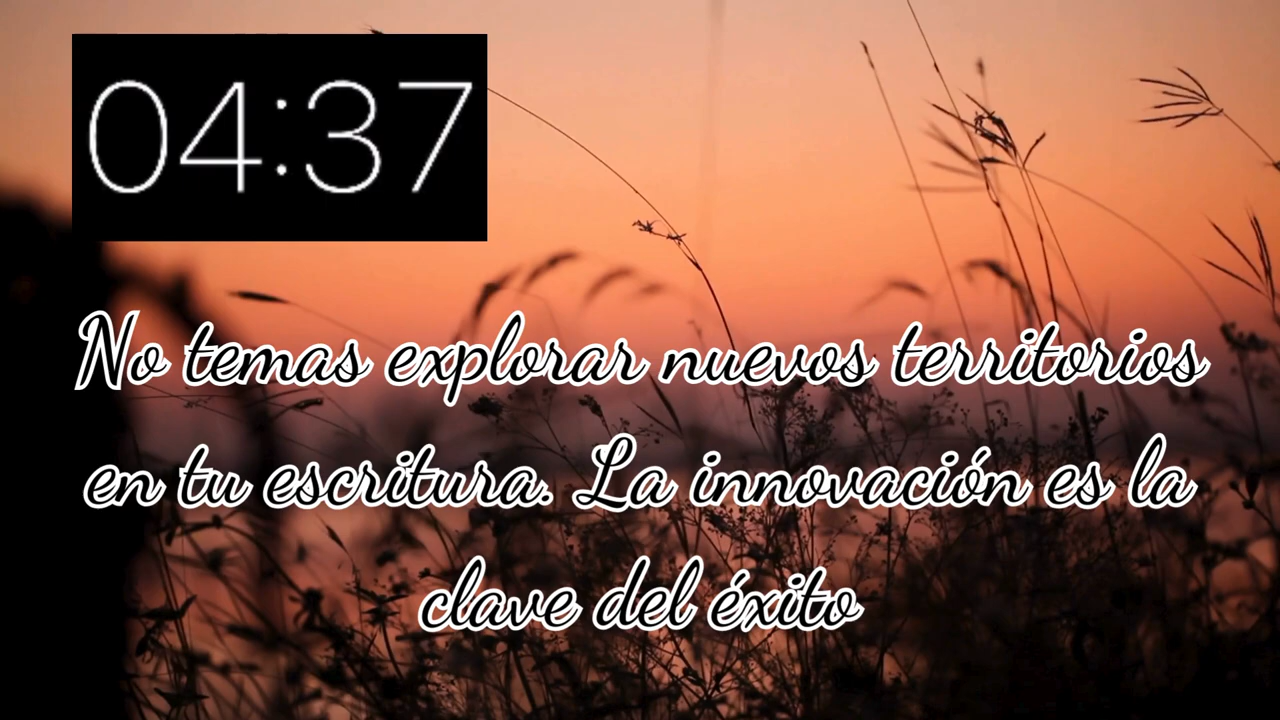 04:37
No temas explorar nuevos territorios
en tu escritura. La innovación es la
clave del éxito